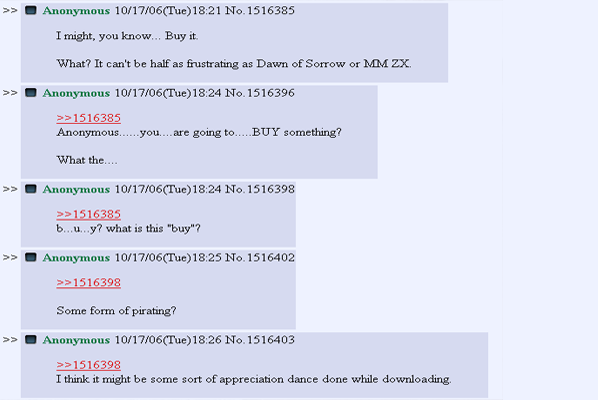 >> Anonymous 10/17/06(Tue)18:21 No.1516385
I might, you know... Buy it.
What? It can't be half as frustrating as Dawn of Sorrow or MM ZX.
>> Anonymous 10/17/06(Tue)18:24 No.1516396
>>1516385
Anonymous......you....are going to.....BUY something?
What the....
>> Anonymous 10/17/06(Tue)18:24 No.1516398
>>1516385
b...u...y? what is this "buy"?
>> Anonymous 10/17/06(Tue)18:25 No.1516402
>>1516398
Some form of pirating?
>> Anonymous 10/17/06(Tue)18:26 No.1516403
>>1516398
I think it might be some sort of appreciation dance done while downloading.